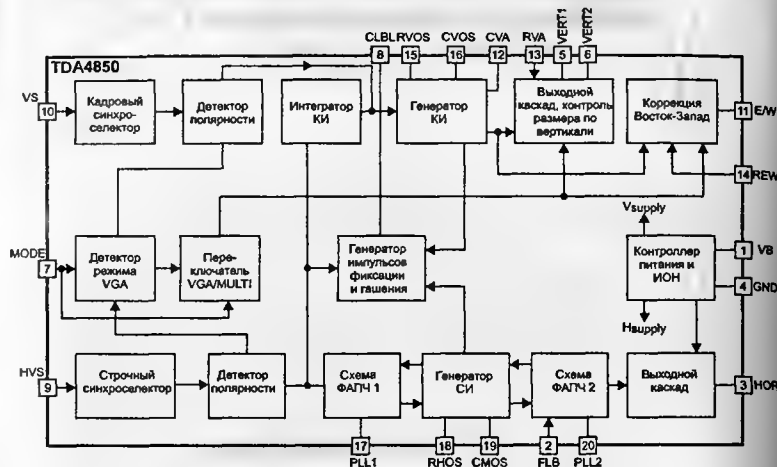 CLBL RVOS CVOS CVA RVA VERT1 VERT2
8 15 16 12 13 5 6
TDA4850
VS
10
Кадровый
синхро-
селектор
Детектор
полярности
Интегратор
КИ
Генератор
КИ
Выходной
каскад, контроль
размера по
вертикали
Коррекция
Восток-Запад
11 E/W
14 REW
MODE
7
Детектор
режима
VGA
Пере-
ключатель
VGA/MULTI
Генератор
импульсов
фиксации
и гашения
Vsupply
Контроллер
питания и
ИОН
1 VB
4 GND
Hsupply
HVS
9
Строчный
синхроселектор
Детектор
полярности
Схема
ФАПЧ 1
Генератор
СИ
Схема
ФАПЧ 2
Выходной
каскад
3 HOR
17 18 19 2 20
PLL1 RHOS CMOS FLB PLL2